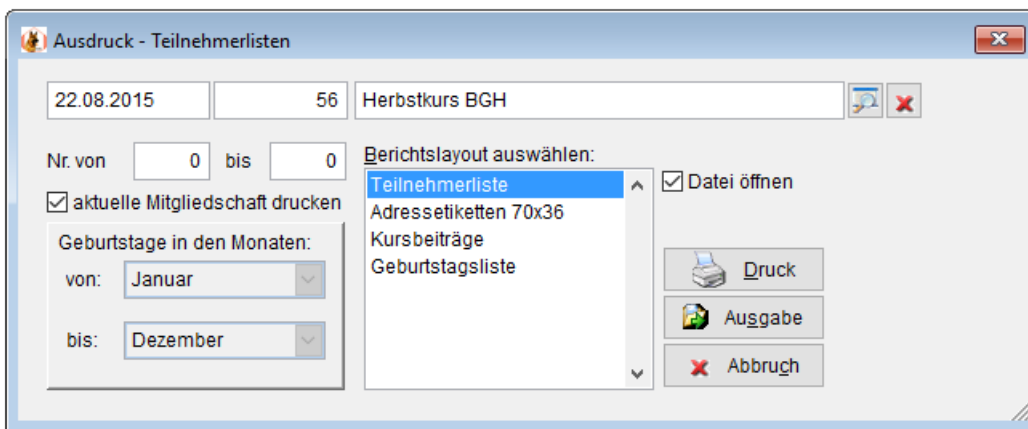 Ausdruck - Teilnehmerlisten
22.08.2015 56 Herbstkurs BGH
Nr. von 0 bis 0
Berichtslayout auswählen:
Teilnehmerliste
Adressetiketten 70x36
Kursbeiträge
Geburtstagsliste
Datei öffnen
aktuelle Mitgliedschaft drucken
Geburtstage in den Monaten:
von: Januar
bis: Dezember
Druck
Ausgabe
Abbruch